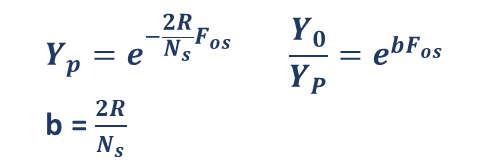 Y_p = e^{-\frac{2R}{N_s}F_{os}}
\frac{Y_0}{Y_P} = e^{bF_{os}}
b = \frac{2R}{N_s}